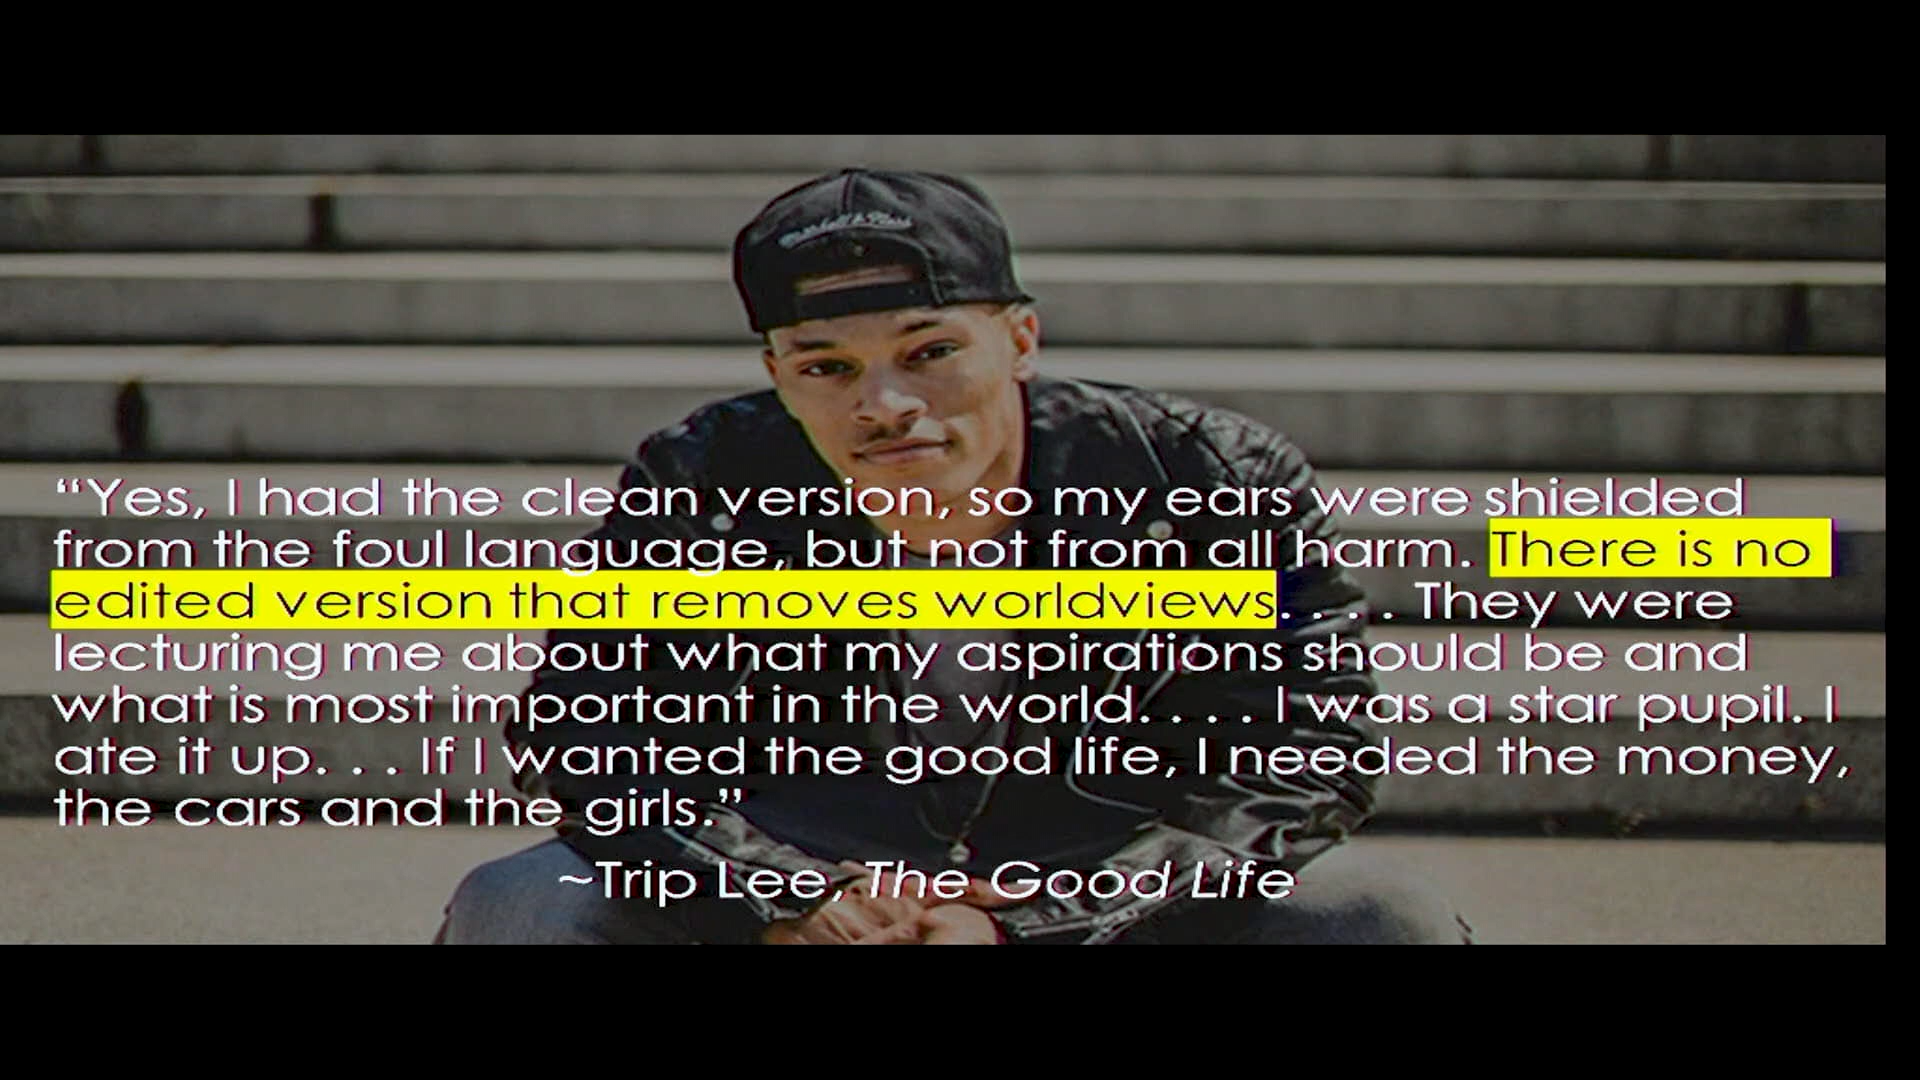 Mitchell & Ness
“Yes, I had the clean version, so my ears were shielded
from the foul language, but not from all harm. There is no
edited version that removes worldviews. . . . They were
lecturing me about what my aspirations should be and
what is most important in the world. . . . I was a star pupil. I
ate it up. . . If I wanted the good life, I needed the money,
the cars and the girls.”
~Trip Lee, The Good Life